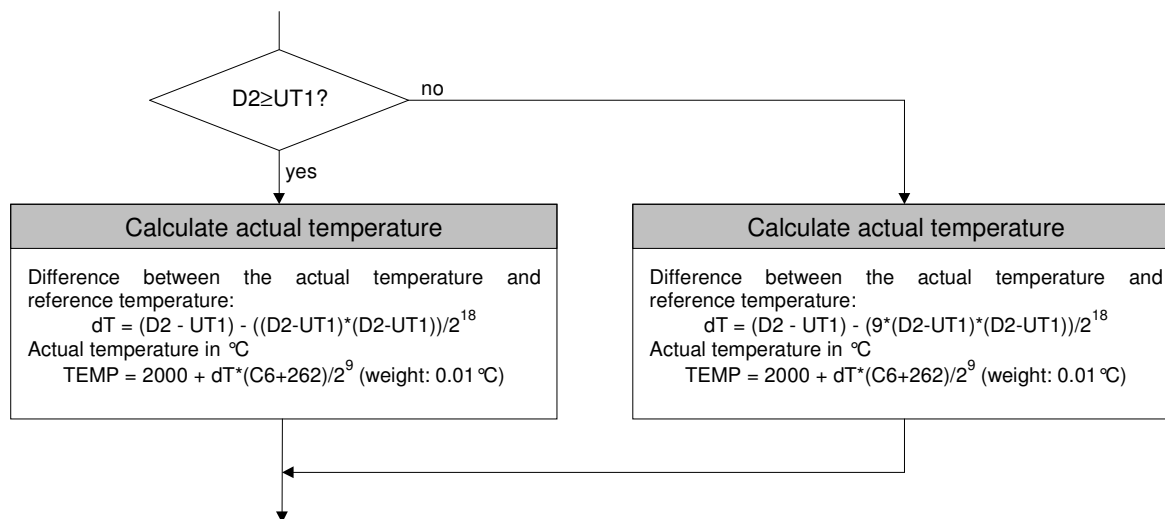 D2≥UT1?
no
yes
Calculate actual temperature
Difference between the actual temperature and
reference temperature:
dT = (D2 - UT1) - ((D2-UT1)*(D2-UT1))/2^18
Actual temperature in °C
TEMP = 2000 + dT*(C6+262)/2^9 (weight: 0.01°C)
Calculate actual temperature
Difference between the actual temperature and
reference temperature:
dT = (D2 - UT1) - (9*(D2-UT1)*(D2-UT1))/2^18
Actual temperature in °C
TEMP = 2000 + dT*(C6+262)/2^9 (weight: 0.01°C)